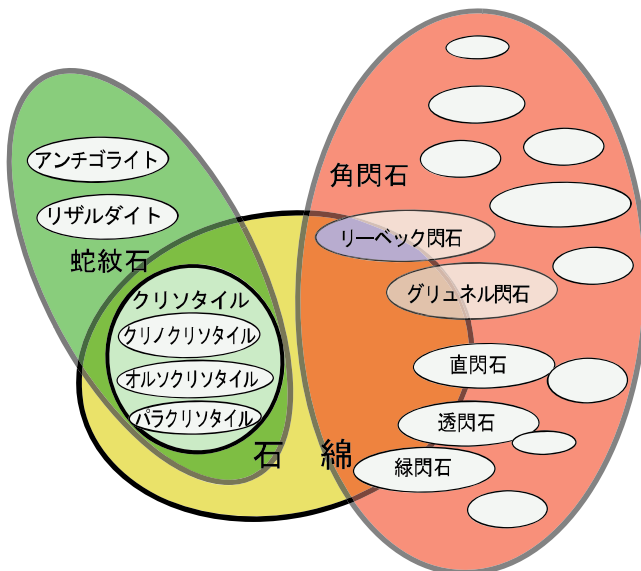 アンチゴライト
リザルダイト
蛇紋石
クリソタイル
クリノクリソタイル
オルソクリソタイル
パラクリソタイル
石 綿
角閃石
リーベック閃石
グリュネル閃石
直閃石
透閃石
緑閃石